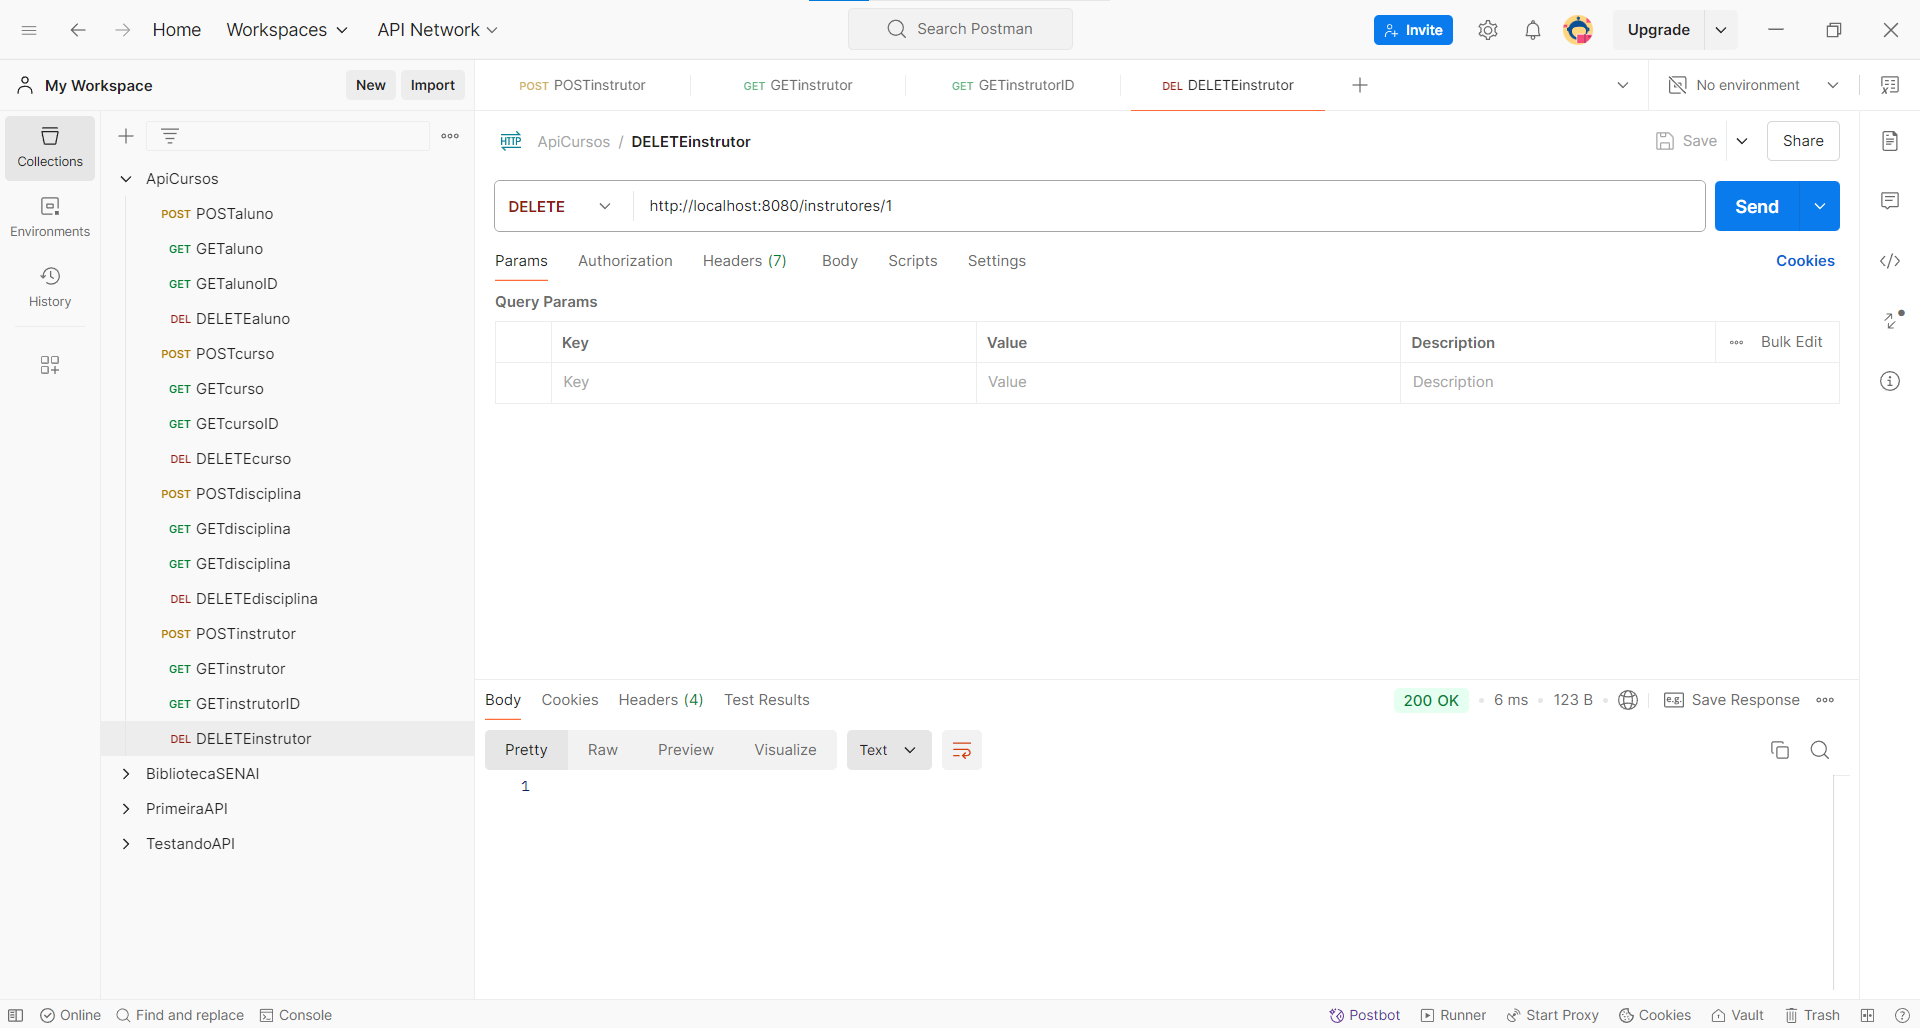 Home Workspaces API Network Search Postman Invite Upgrade
My Workspace New Import
POST POSTinstrutor GET GETinstrutor GET GETinstrutorID DEL DELETEinstrutor No environment
Collections
Environments
History
ApiCursos
POST POSTaluno
GET GETaluno
GET GETalunoID
DEL DELETEaluno
POST POSTcurso
GET GETcurso
GET GETcursoID
DEL DELETEcurso
POST POSTdisciplina
GET GETdisciplina
GET GETdisciplina
DEL DELETEdisciplina
POST POSTinstrutor
GET GETinstrutor
GET GETinstrutorID
DEL DELETEinstrutor
BibliotecaSENAI
PrimeiraAPI
TestandoAPI
HTTP ApiCursos / DELETEinstrutor Save Share
DELETE http://localhost:8080/instrutores/1 Send
Params Authorization Headers (7) Body Scripts Settings Cookies
Query Params
Key Value Description Bulk Edit
Key Value Description
Body Cookies Headers (4) Test Results 200 OK 6 ms 123 B e.g. Save Response
Pretty Raw Preview Visualize Text
1
Online Find and replace Console Postbot Runner Start Proxy Cookies Vault Trash